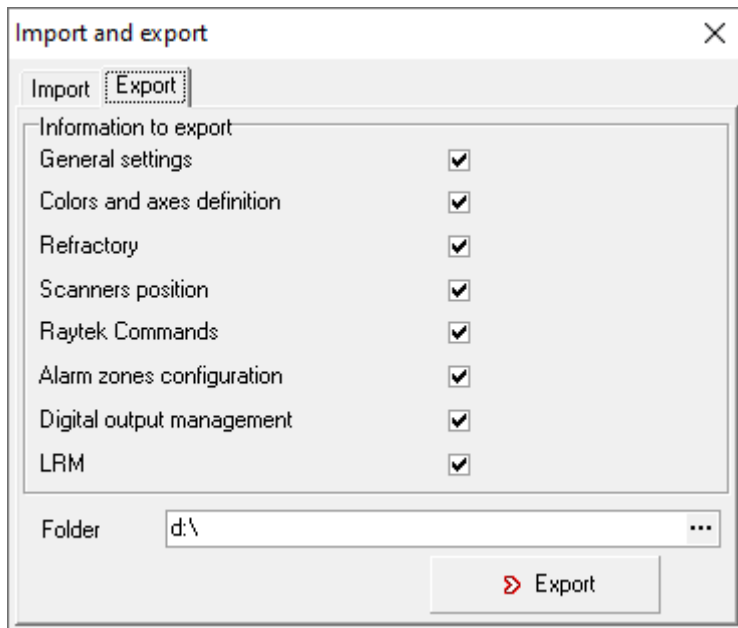 Import and export
Import Export
Information to export
General settings
Colors and axes definition
Refractory
Scanners position
Raytek Commands
Alarm zones configuration
Digital output management
LRM
Folder d:\ ...
Export